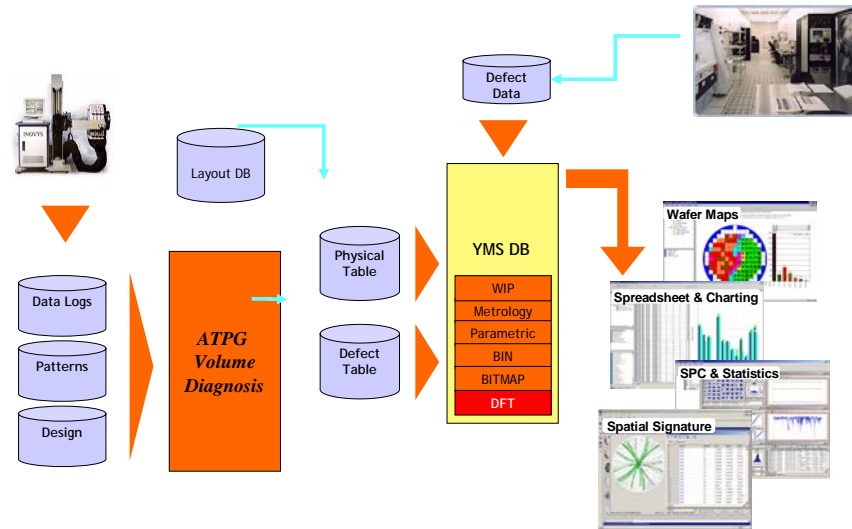 Defect
Data
INOVYS
Layout DB
Wafer Maps
YMS DB
Physical
Table
Data Logs
WIP
Spreadsheet & Charting
Metrology
Parametric
ATPG
Volume
Diagnosis
Defect
Table
Patterns
BIN
BITMAP
SPC & Statistics
DFT
Design
Spatial Signature